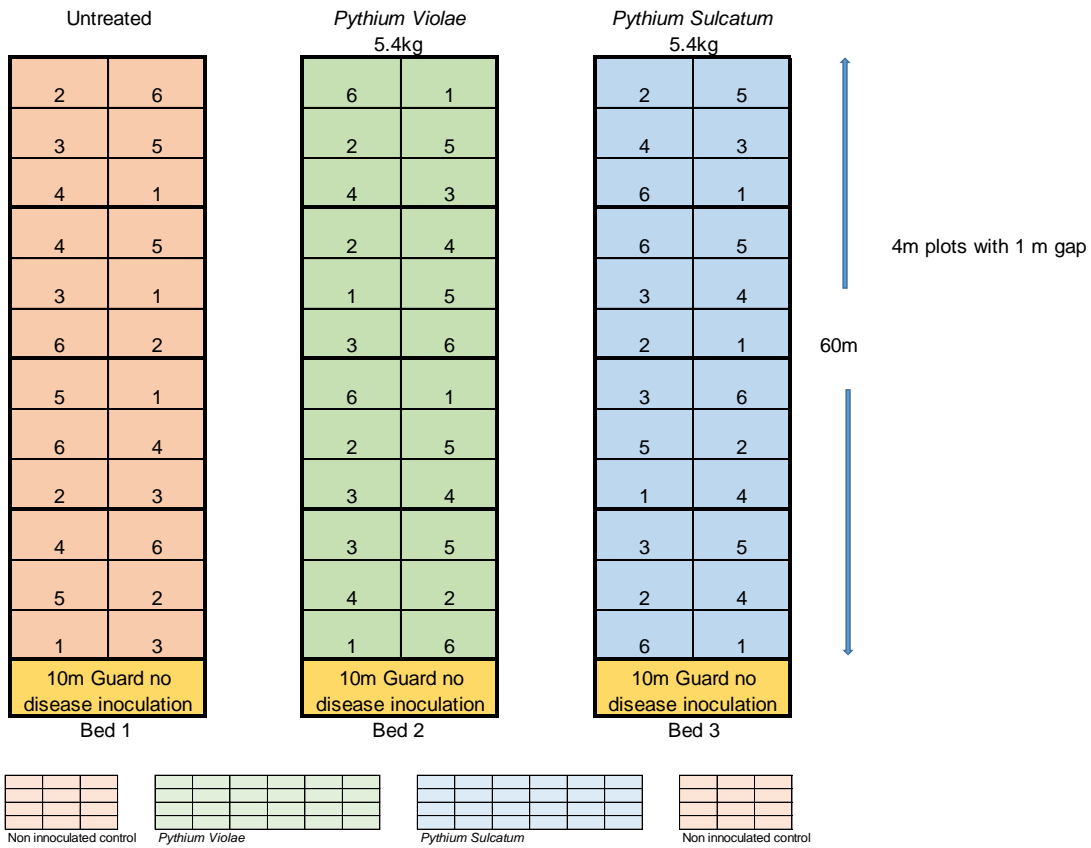 Untreated
Pythium Violae
5.4kg
Pythium Sulcatum
5.4kg
2 6
3 5
4 1
4 5
3 1
6 2
5 1
6 4
2 3
4 6
5 2
1 3
10m Guard no
disease inoculation
Bed 1
6 1
2 5
4 3
2 4
1 5
3 6
6 1
2 5
3 4
3 5
4 2
1 6
10m Guard no
disease inoculation
Bed 2
2 5
4 3
6 1
6 5
3 4
2 1
3 6
5 2
1 4
3 5
2 4
6 1
10m Guard no
disease inoculation
Bed 3
4m plots with 1 m gap
60m
Non innoculated control
Pythium Violae
Pythium Sulcatum
Non innoculated control